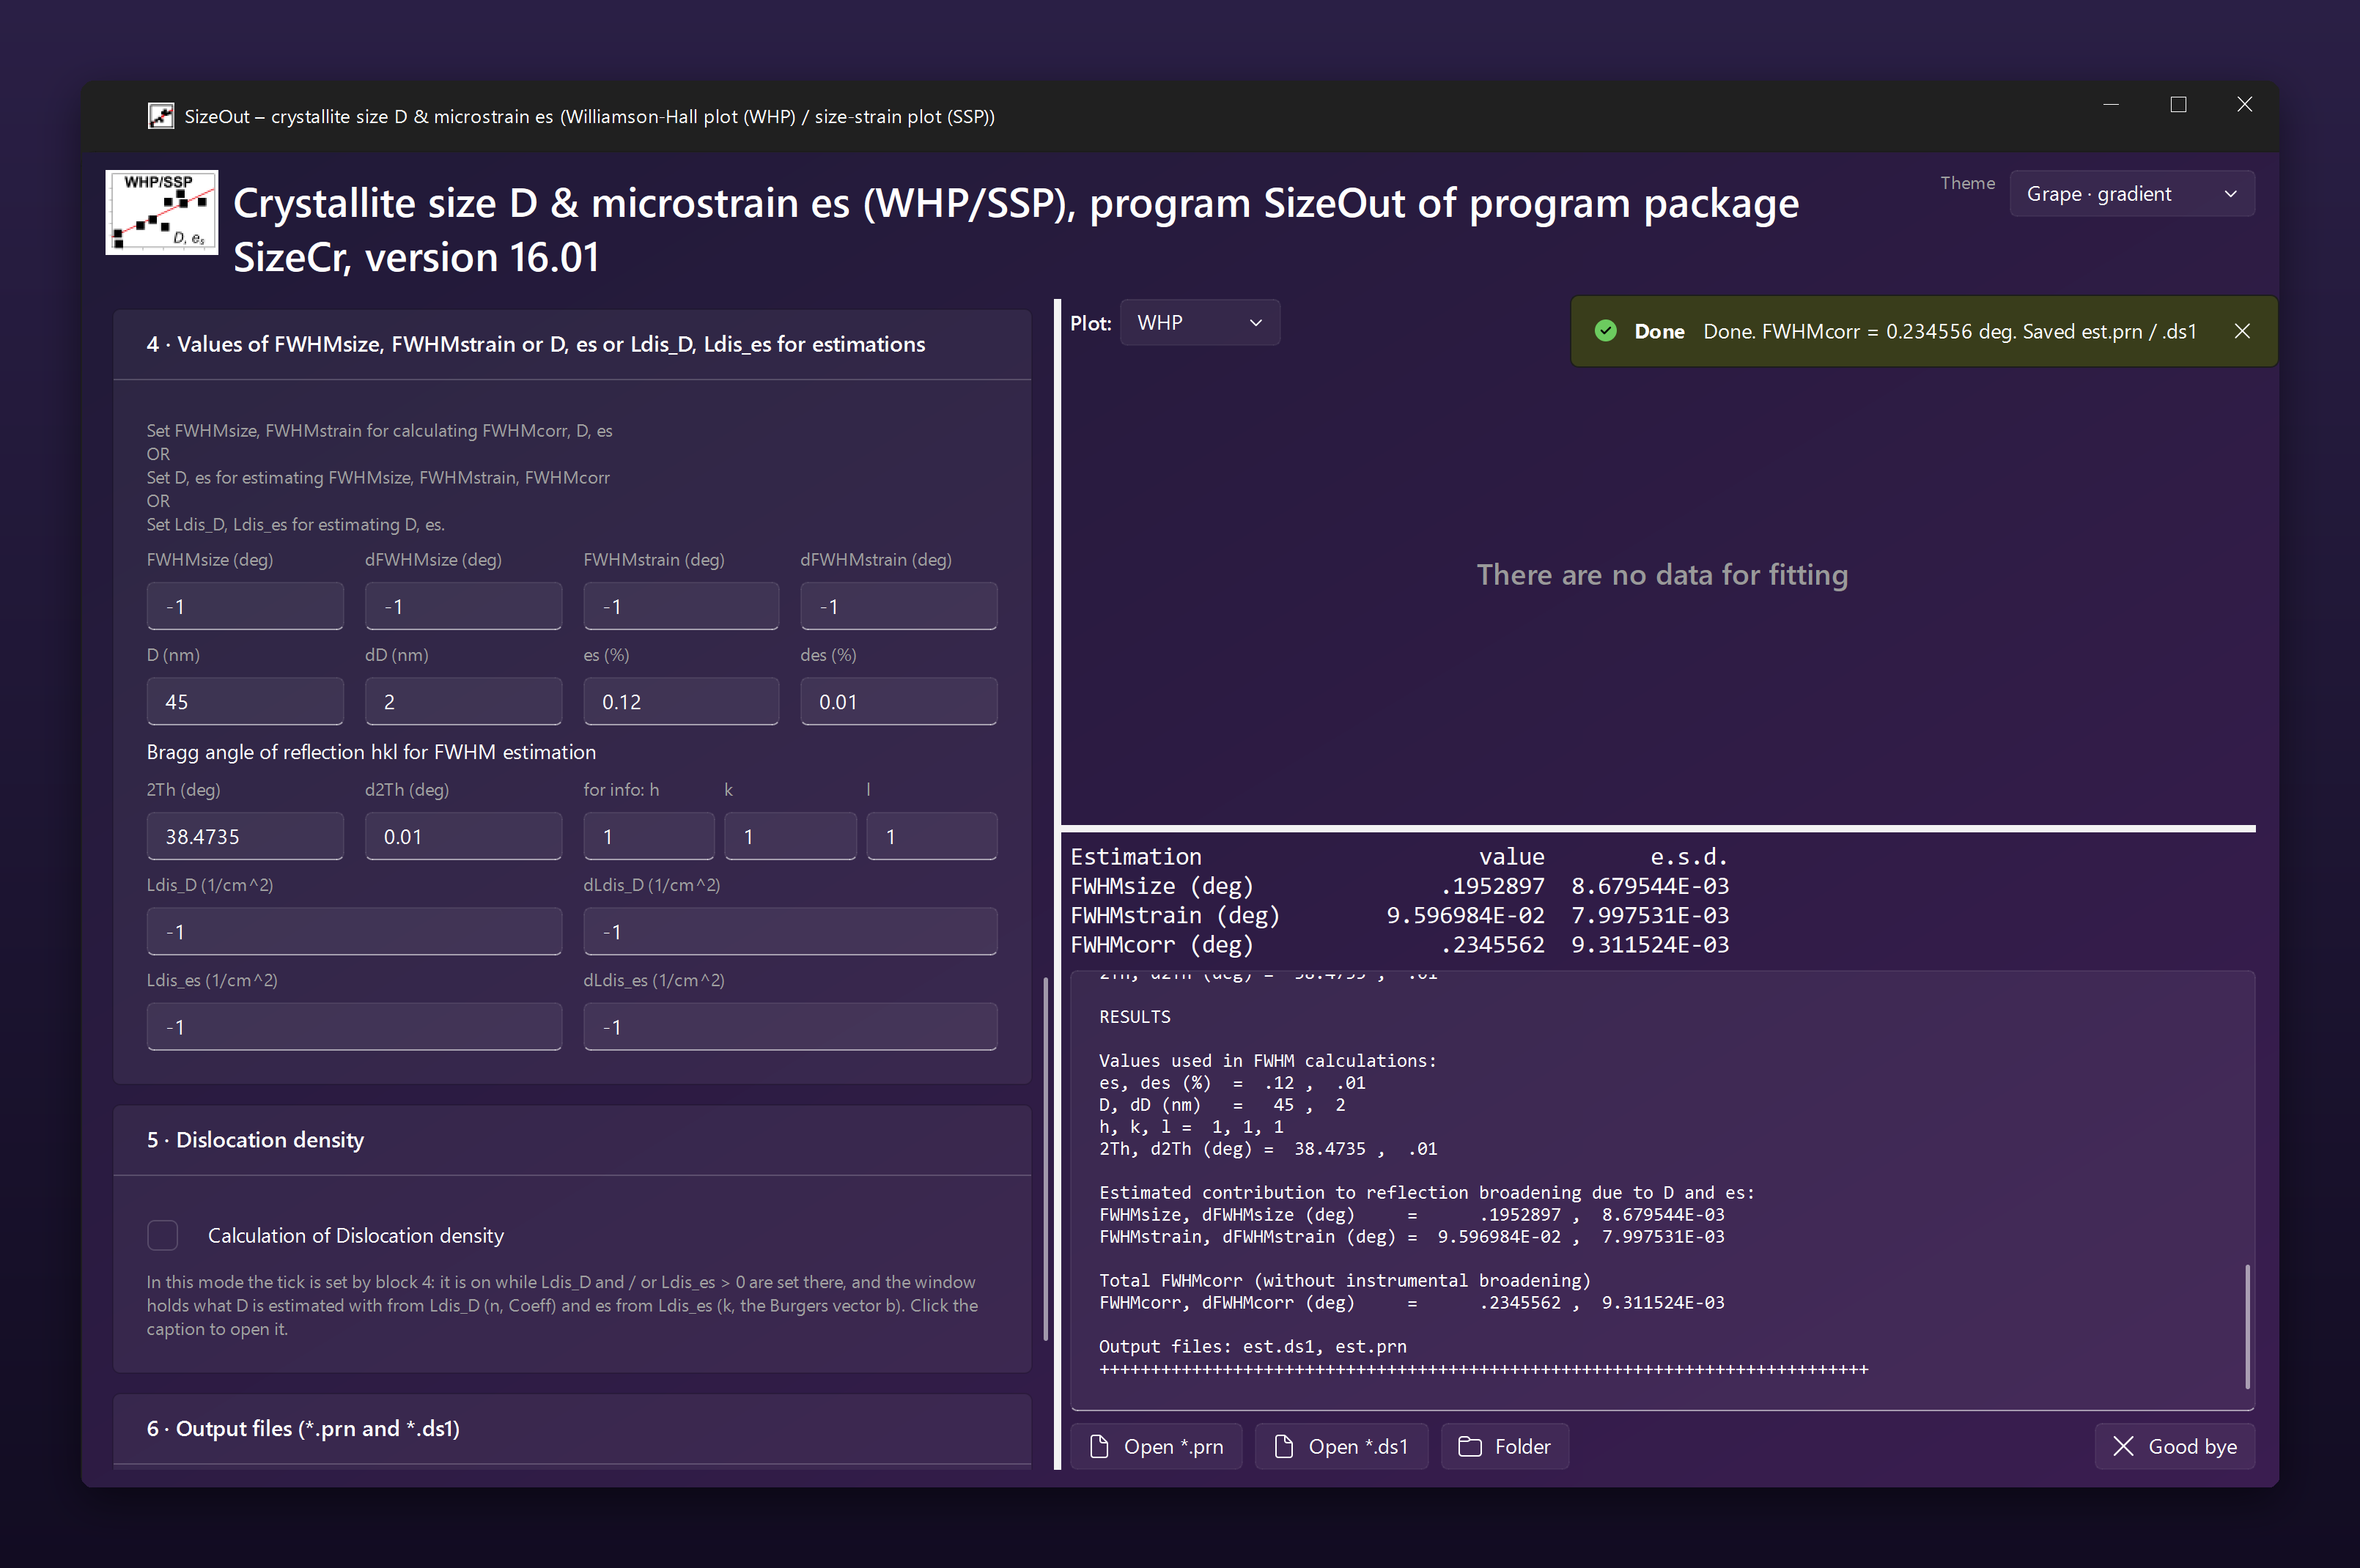 SizeOut – crystallite size D & microstrain es (Williamson-Hall plot (WHP) / size-strain plot (SSP))
WHP/SSP
D, es
Crystallite size D & microstrain es (WHP/SSP), program SizeOut of program package
SizeCr, version 16.01
Theme
Grape · gradient
4 · Values of FWHMsize, FWHMstrain or D, es or Ldis_D, Ldis_es for estimations
Set FWHMsize, FWHMstrain for calculating FWHMcorr, D, es
OR
Set D, es for estimating FWHMsize, FWHMstrain, FWHMcorr
OR
Set Ldis_D, Ldis_es for estimating D, es.
FWHMsize (deg) dFWHMsize (deg) FWHMstrain (deg) dFWHMstrain (deg)
-1 -1 -1 -1
D (nm) dD (nm) es (%) des (%)
45 2 0.12 0.01
Bragg angle of reflection hkl for FWHM estimation
2Th (deg) d2Th (deg) for info: h k l
38.4735 0.01 1 1 1
Ldis_D (1/cm^2) dLdis_D (1/cm^2)
-1 -1
Ldis_es (1/cm^2) dLdis_es (1/cm^2)
-1 -1
5 · Dislocation density
Calculation of Dislocation density
In this mode the tick is set by block 4: it is on while Ldis_D and / or Ldis_es > 0 are set there, and the window
holds what D is estimated with from Ldis_D (n, Coeff) and es from Ldis_es (k, the Burgers vector b). Click the
caption to open it.
6 · Output files (*.prn and *.ds1)
Plot: WHP
Done Done. FWHMcorr = 0.234556 deg. Saved est.prn / .ds1
There are no data for fitting
Estimation value e.s.d.
FWHMsize (deg) .1952897 8.679544E-03
FWHMstrain (deg) 9.596984E-02 7.997531E-03
FWHMcorr (deg) .2345562 9.311524E-03
2Th, d2Th (deg) = 38.4735 , .01
RESULTS
Values used in FWHM calculations:
es, des (%) = .12 , .01
D, dD (nm) = 45 , 2
h, k, l = 1, 1, 1
2Th, d2Th (deg) = 38.4735 , .01
Estimated contribution to reflection broadening due to D and es:
FWHMsize, dFWHMsize (deg) = .1952897 , 8.679544E-03
FWHMstrain, dFWHMstrain (deg) = 9.596984E-02 , 7.997531E-03
Total FWHMcorr (without instrumental broadening)
FWHMcorr, dFWHMcorr (deg) = .2345562 , 9.311524E-03
Output files: est.ds1, est.prn
+++++++++++++++++++++++++++++++++++++++++++++++++++++++++++++++++++++++++++
Open *.prn Open *.ds1 Folder Good bye